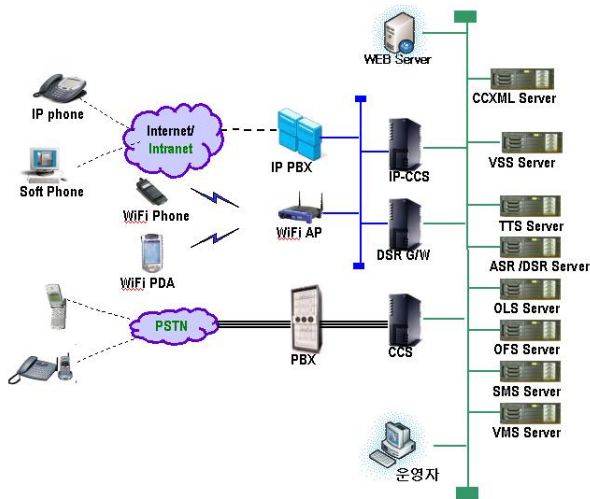 WEB Server
IP phone
Internet/
Intranet
CCXML Server
IP PBX
IP-CCS
VSS Server
Soft Phone
WiFi Phone
WiFi AP
TTS Server
DSR G/W
ASR /DSR Server
WiFi PDA
OLS Server
PSTN
PBX
CCS
OFS Server
SMS Server
VMS Server
운영자